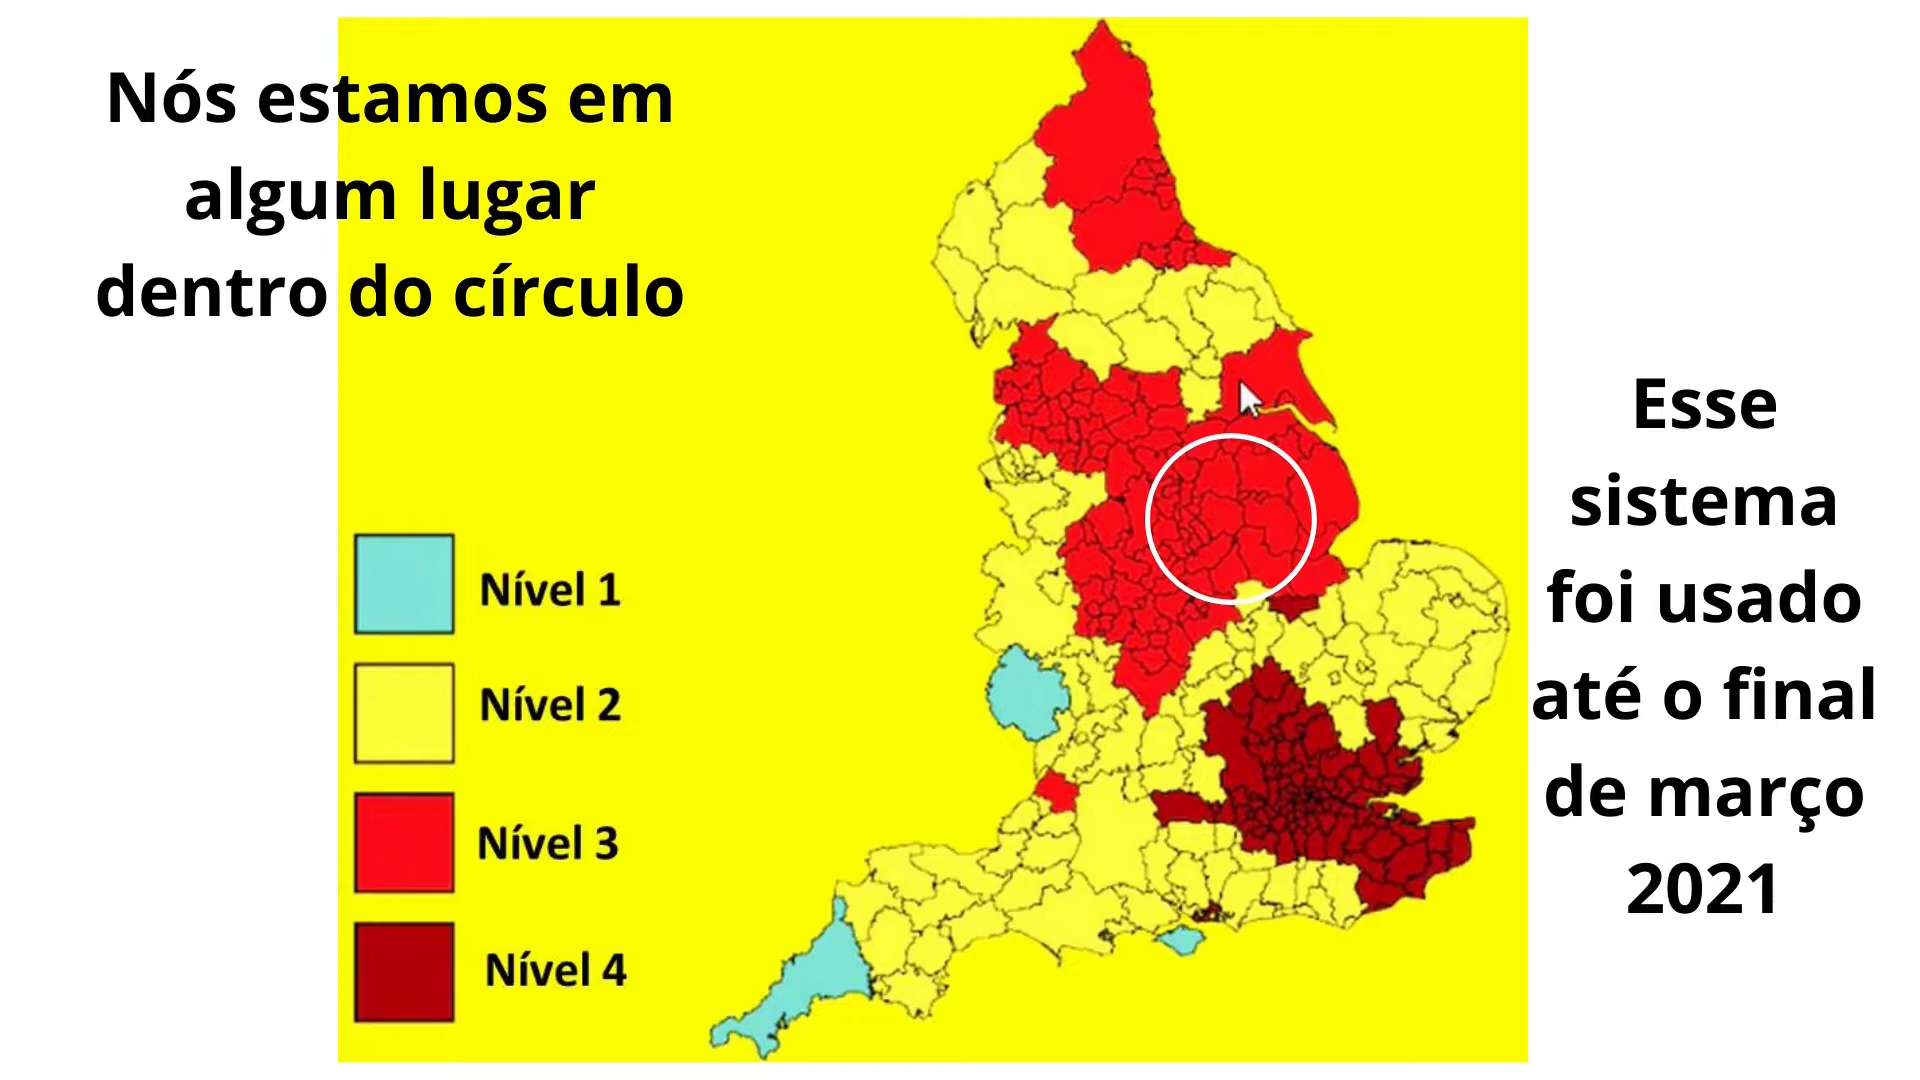 Nós estamos em
algum lugar
dentro do círculo
Nível 1
Nível 2
Nível 3
Nível 4
Esse
sistema
foi usado
até o final
de março
2021